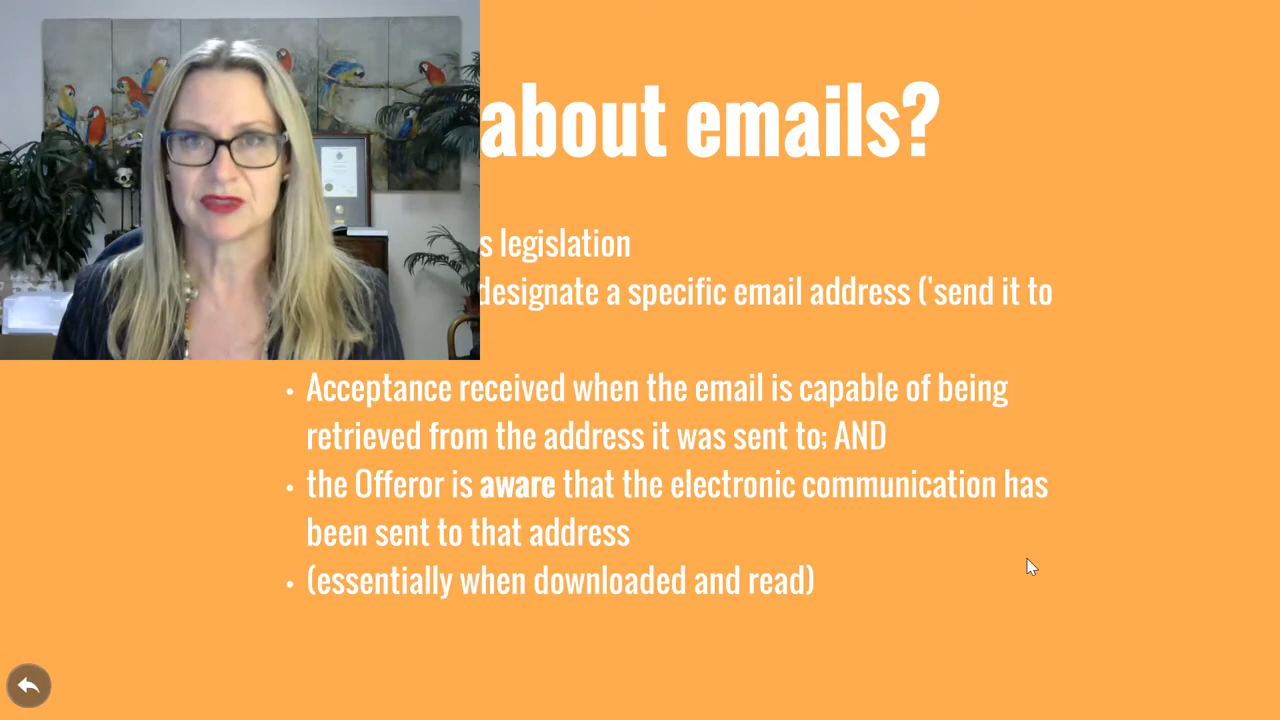 about emails?
s legislation
designate a specific email address ('send it to
• Acceptance received when the email is capable of being
retrieved from the address it was sent to; AND
• the Offeror is aware that the electronic communication has
been sent to that address
• (essentially when downloaded and read)